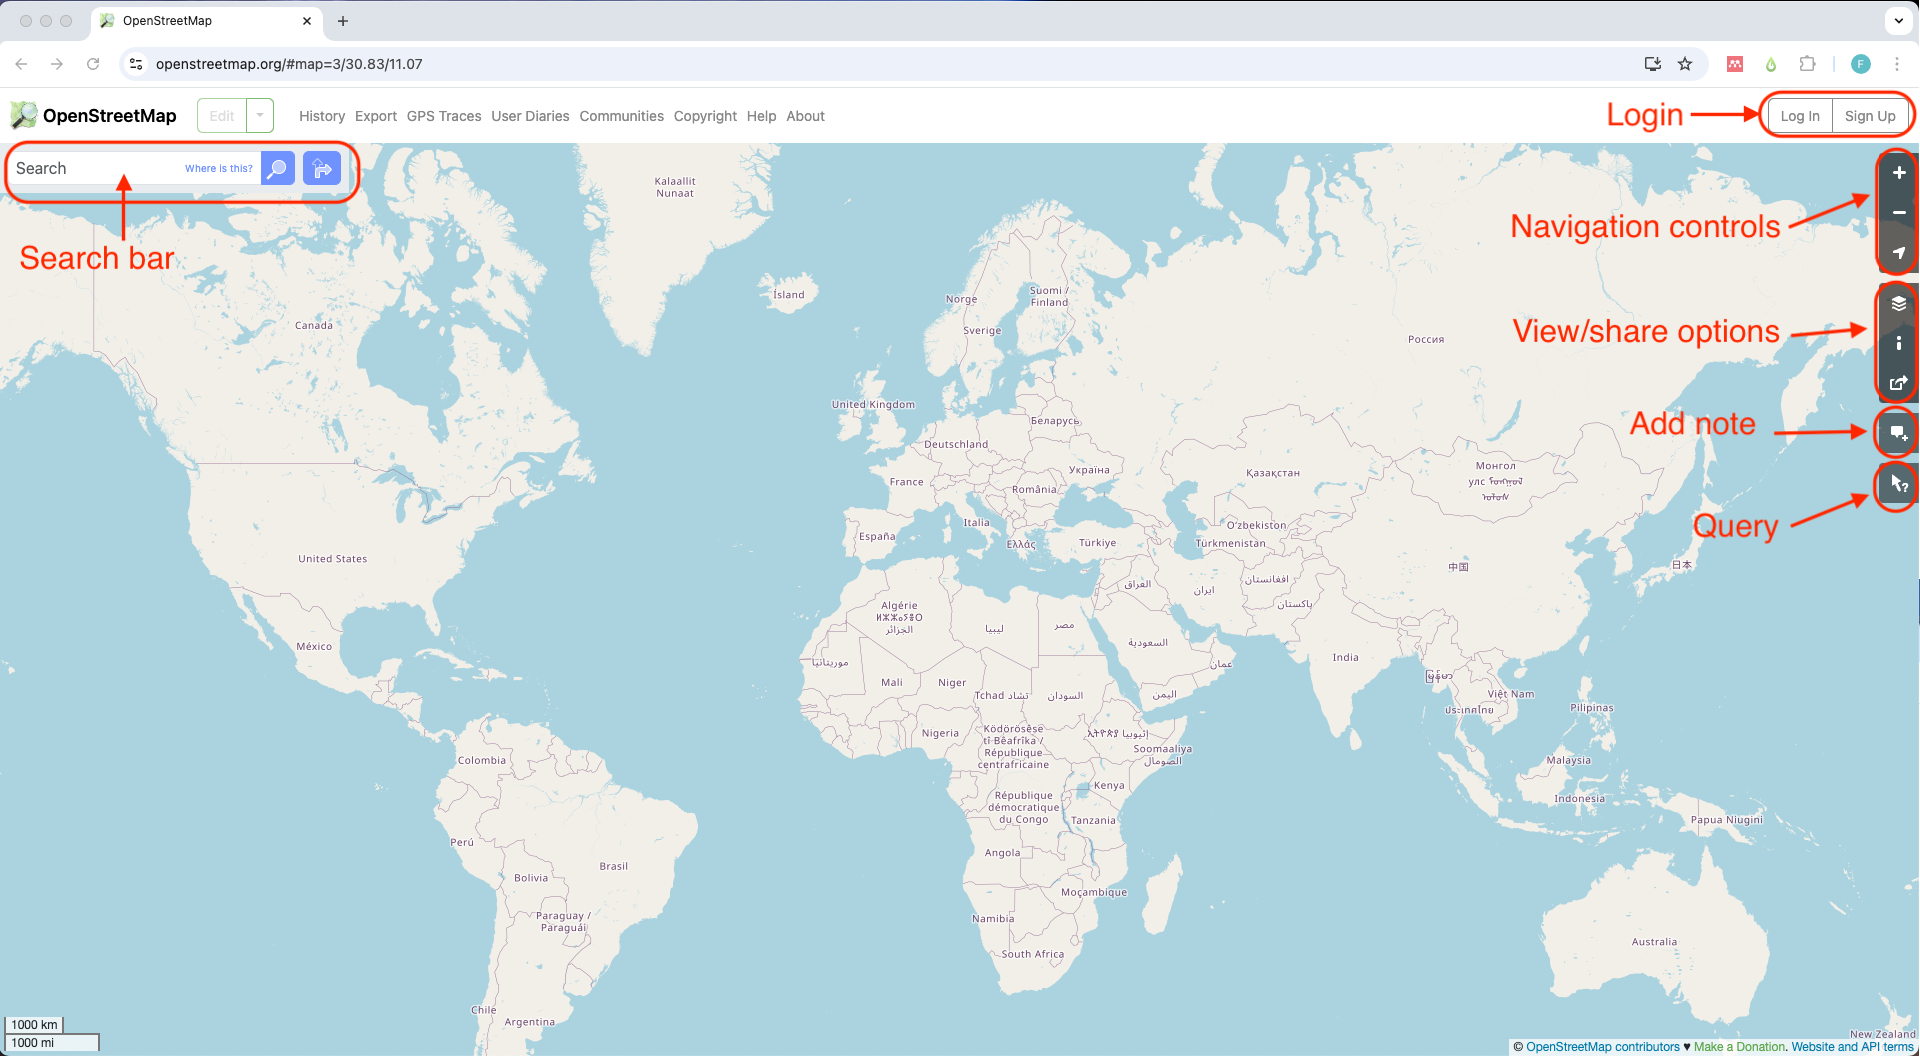 OpenStreetMap
openstreetmap.org/#map=3/30.83/11.07
F
OpenStreetMap
Edit
History Export GPS Traces User Diaries Communities Copyright Help About
Login
Log In
Sign Up
Search
Where is this?
Search bar
Navigation controls
View/share options
Add note
Query
Kalaallit
Nunaat
Ísland
Norge
Suomi /
Finland
Sverige
Россия
Canada
United Kingdom
Беларусь
Deutschland
Україна
Қазақстан
Монгол
улс
France
România
Italia
España
Ελλάς
Türkiye
Oʻzbekiston
Türkmenistan
United States
中国
日本
العراق
ایران
افغانستان
پاکستان
Algérie
ⵍⵣⵣⴰⵢⴻⵔ
الجزائر
ليبيا
مصر
السعودية
عمان
India
México
موريتانيا
Mali
Niger
Tchad تشاد
السودان
اليمن
မြန်မာ
Việt Nam
ประเทศไทย
Pilipinas
Nigeria
Ködörösêse
tî Bêafrîka /
République
centrafricaine
ኢትዮጵያ إثيوبيا
Soomaaliya
الصومال
Colombia
Malaysia
Kenya
Indonesia
République
démocratique
du Congo
Tanzania
Papua Niugini
Perú
Angola
Brasil
Bolivia
Moçambique
Paraguay /
Paraguái
Namibia
South Africa
Australia
Chile
Argentina
New Zealand
1000 km
1000 mi
© OpenStreetMap contributors ♥ Make a Donation. Website and API terms